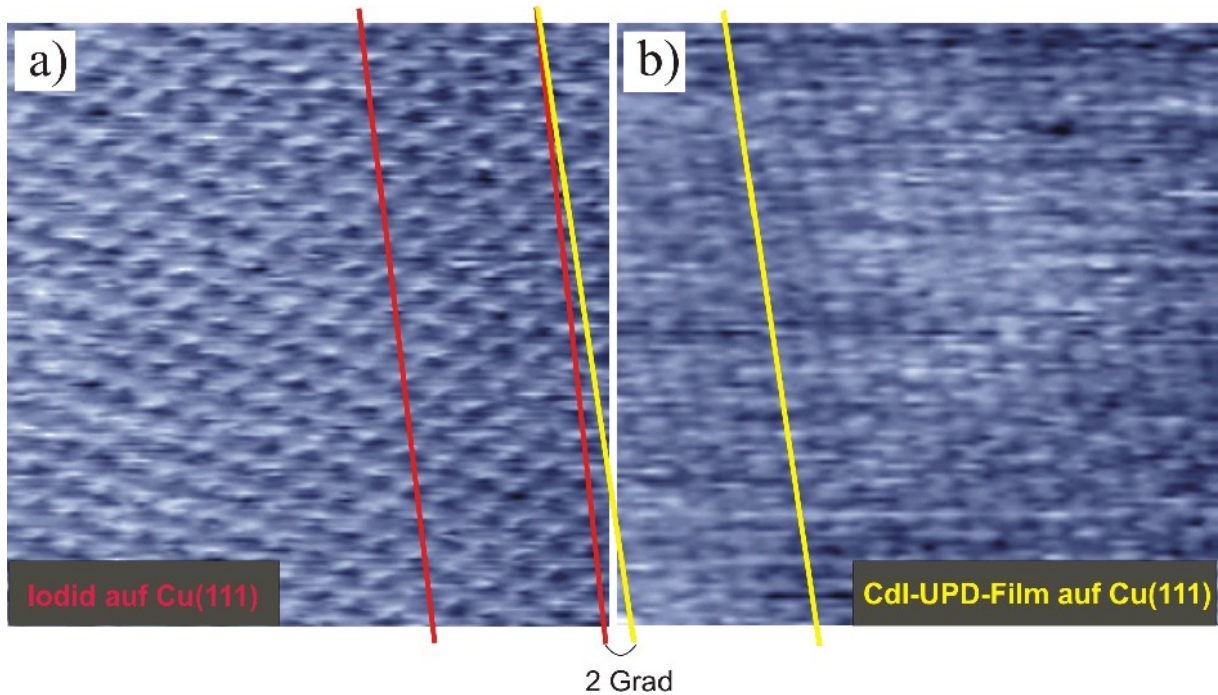 a)
b)
Iodid auf Cu(111)
CdI-UPD-Film auf Cu(111)
2 Grad